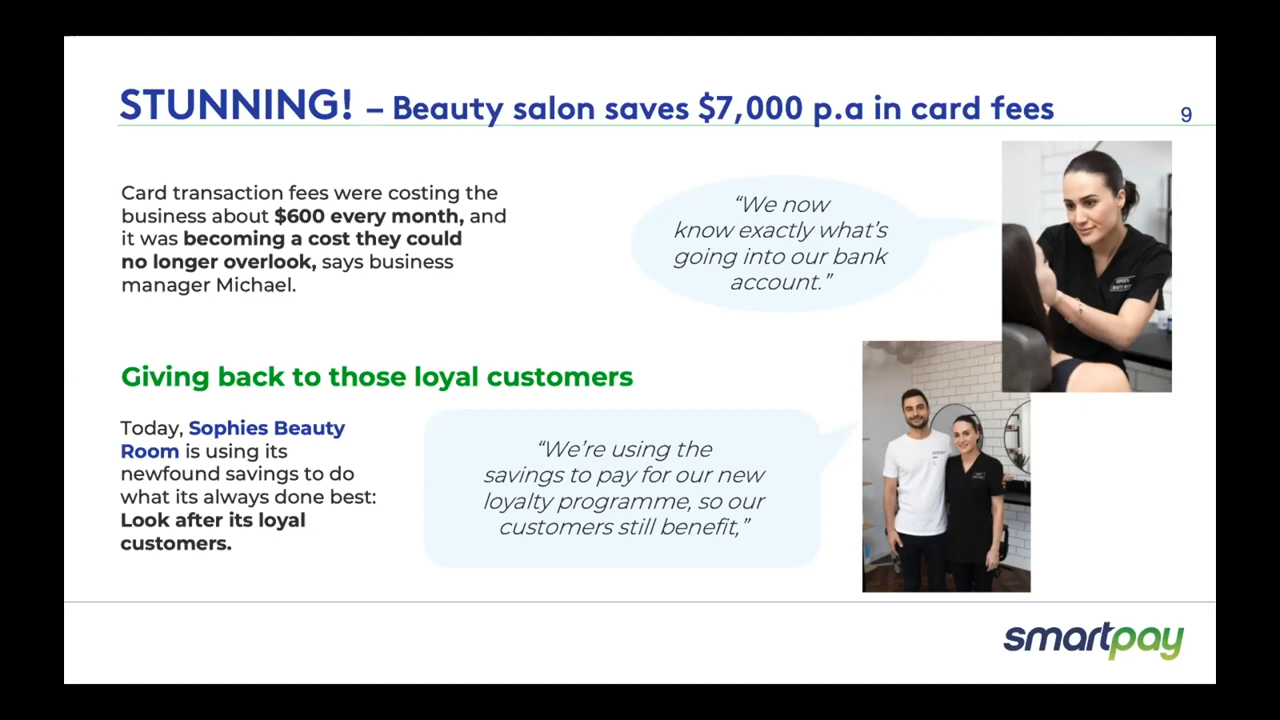 STUNNING! – Beauty salon saves $7,000 p.a in card fees
9
Card transaction fees were costing the
business about $600 every month, and
it was becoming a cost they could
no longer overlook, says business
manager Michael.
“We now
know exactly what’s
going into our bank
account.”
Giving back to those loyal customers
Today, Sophies Beauty
Room is using its
newfound savings to do
what its always done best:
Look after its loyal
customers.
“We’re using the
savings to pay for our new
loyalty programme, so our
customers still benefit,”
smartpay